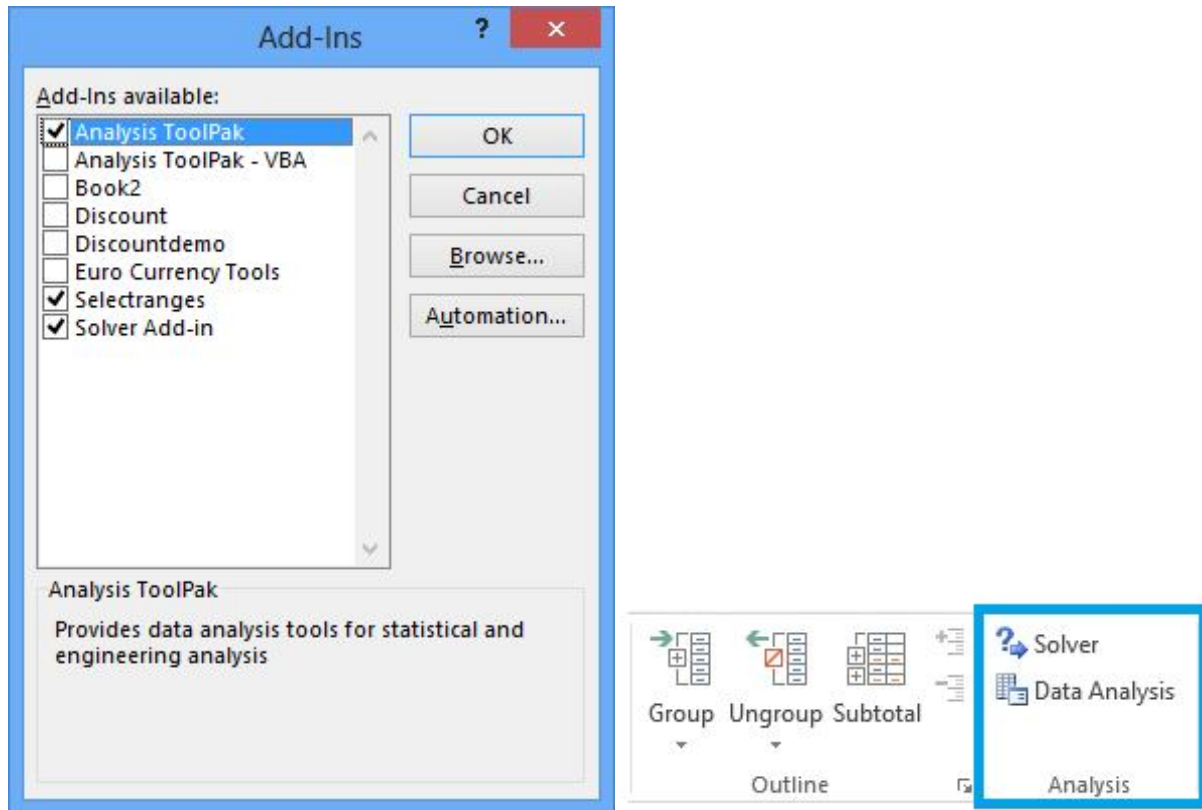 Add-Ins
?
Add-Ins available:
Analysis ToolPak
Analysis ToolPak - VBA
Book2
Discount
Discountdemo
Euro Currency Tools
Selectranges
Solver Add-in
OK
Cancel
Browse...
Automation...
Analysis ToolPak
Provides data analysis tools for statistical and
engineering analysis
Group Ungroup Subtotal
Outline
Solver
Data Analysis
Analysis